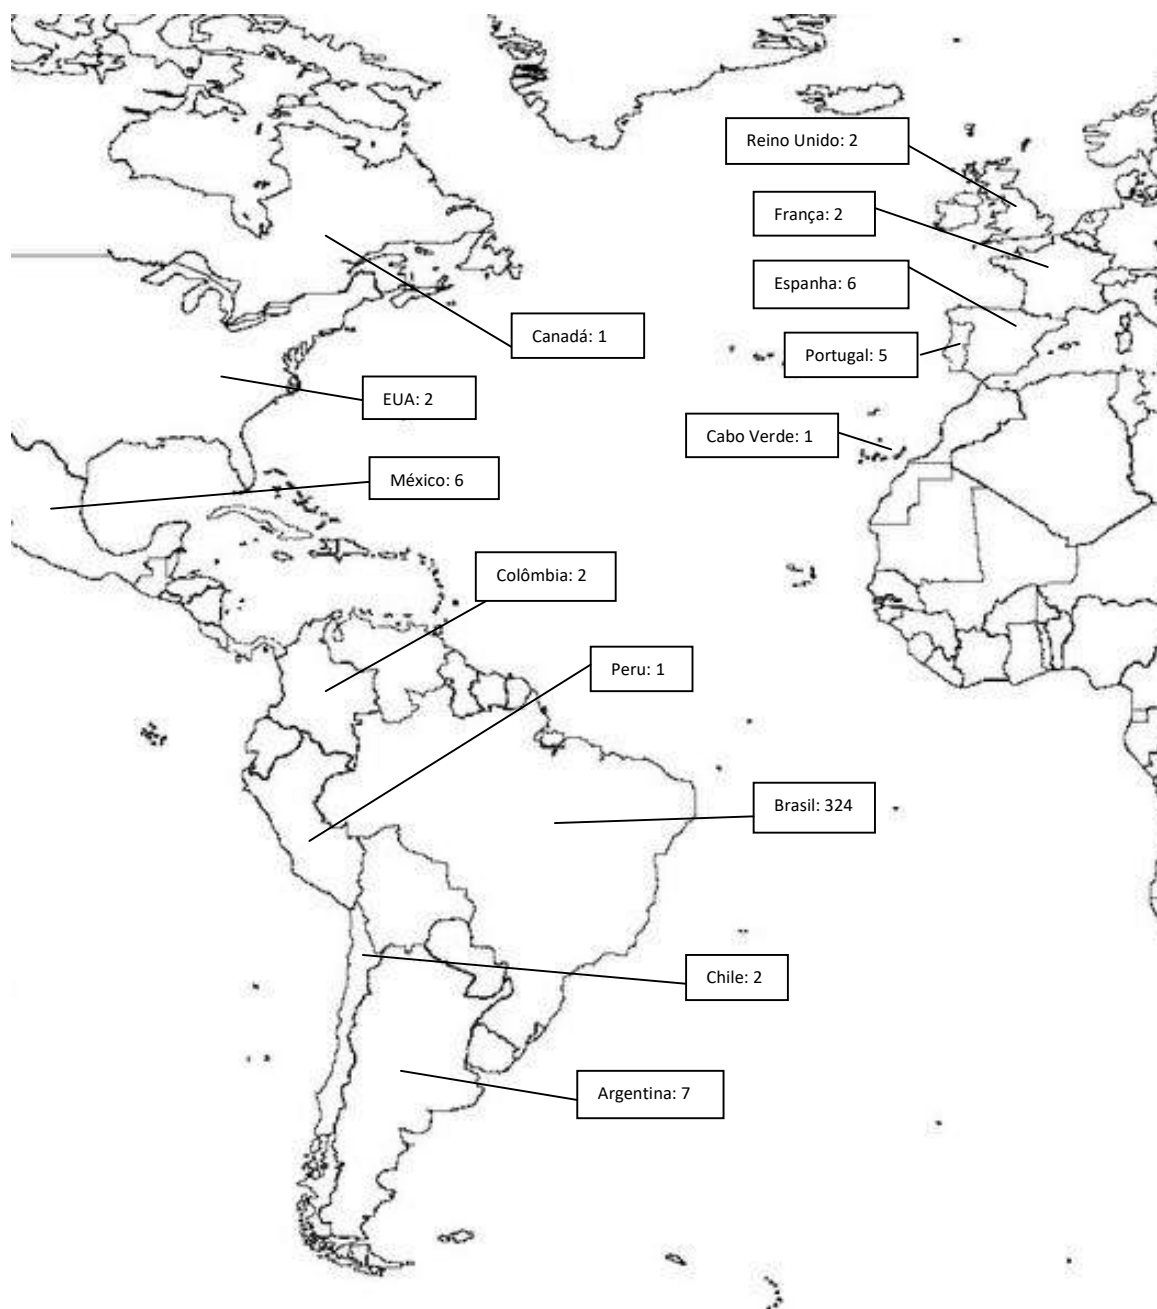 Reino Unido: 2
França: 2
Espanha: 6
Canadá: 1
Portugal: 5
EUA: 2
Cabo Verde: 1
México: 6
Colômbia: 2
Peru: 1
Brasil: 324
Chile: 2
Argentina: 7